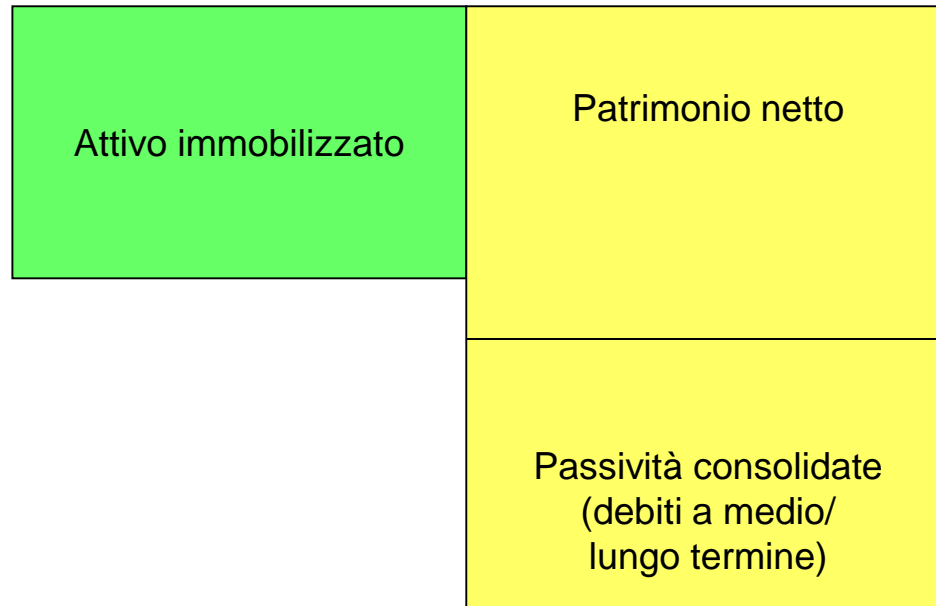 Attivo immobilizzato
Patrimonio netto
Passività consolidate
(debiti a medio/
lungo termine)